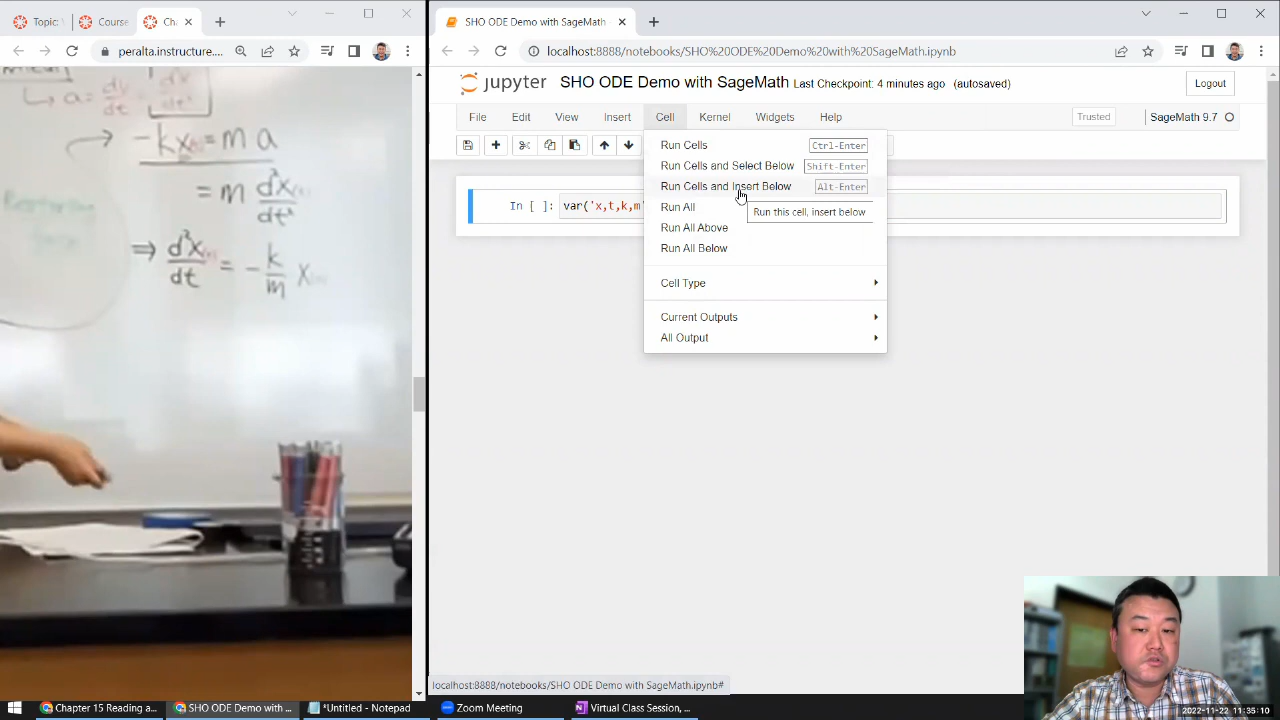 Topic:
Course
Cha
SHO ODE Demo with SageMath
peralta.instructure....
localhost:8888/notebooks/SHO%20ODE%20Demo%20with%20SageMath.ipynb
jupyter
SHO ODE Demo with SageMath Last Checkpoint: 4 minutes ago (autosaved)
Logout
File Edit View Insert Cell Kernel Widgets Help
Trusted
SageMath 9.7
Run Cells Ctrl-Enter
Run Cells and Select Below Shift-Enter
Run Cells and Insert Below Alt-Enter
Run this cell, insert below
Run All
Run All Above
Run All Below
Cell Type
Current Outputs
All Output
In [ ]: var('x,t,k,m'
↳ a = dv/dt
d²x/dt²
→ -kx = m a
= m d²x/dt²
⇒ d²x/dt = - k/m x
localhost:8888/notebooks/SHO ODE Demo with SageMath.ipynb#
Chapter 15 Reading a...
SHO ODE Demo with ...
*Untitled - Notepad
Zoom Meeting
Virtual Class Session, ...
2022-11-22 11:35:10